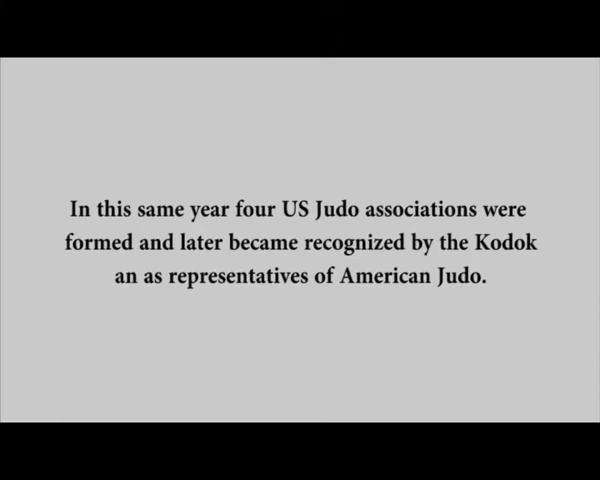 In this same year four US Judo associations were
formed and later became recognized by the Kodok
an as representatives of American Judo.